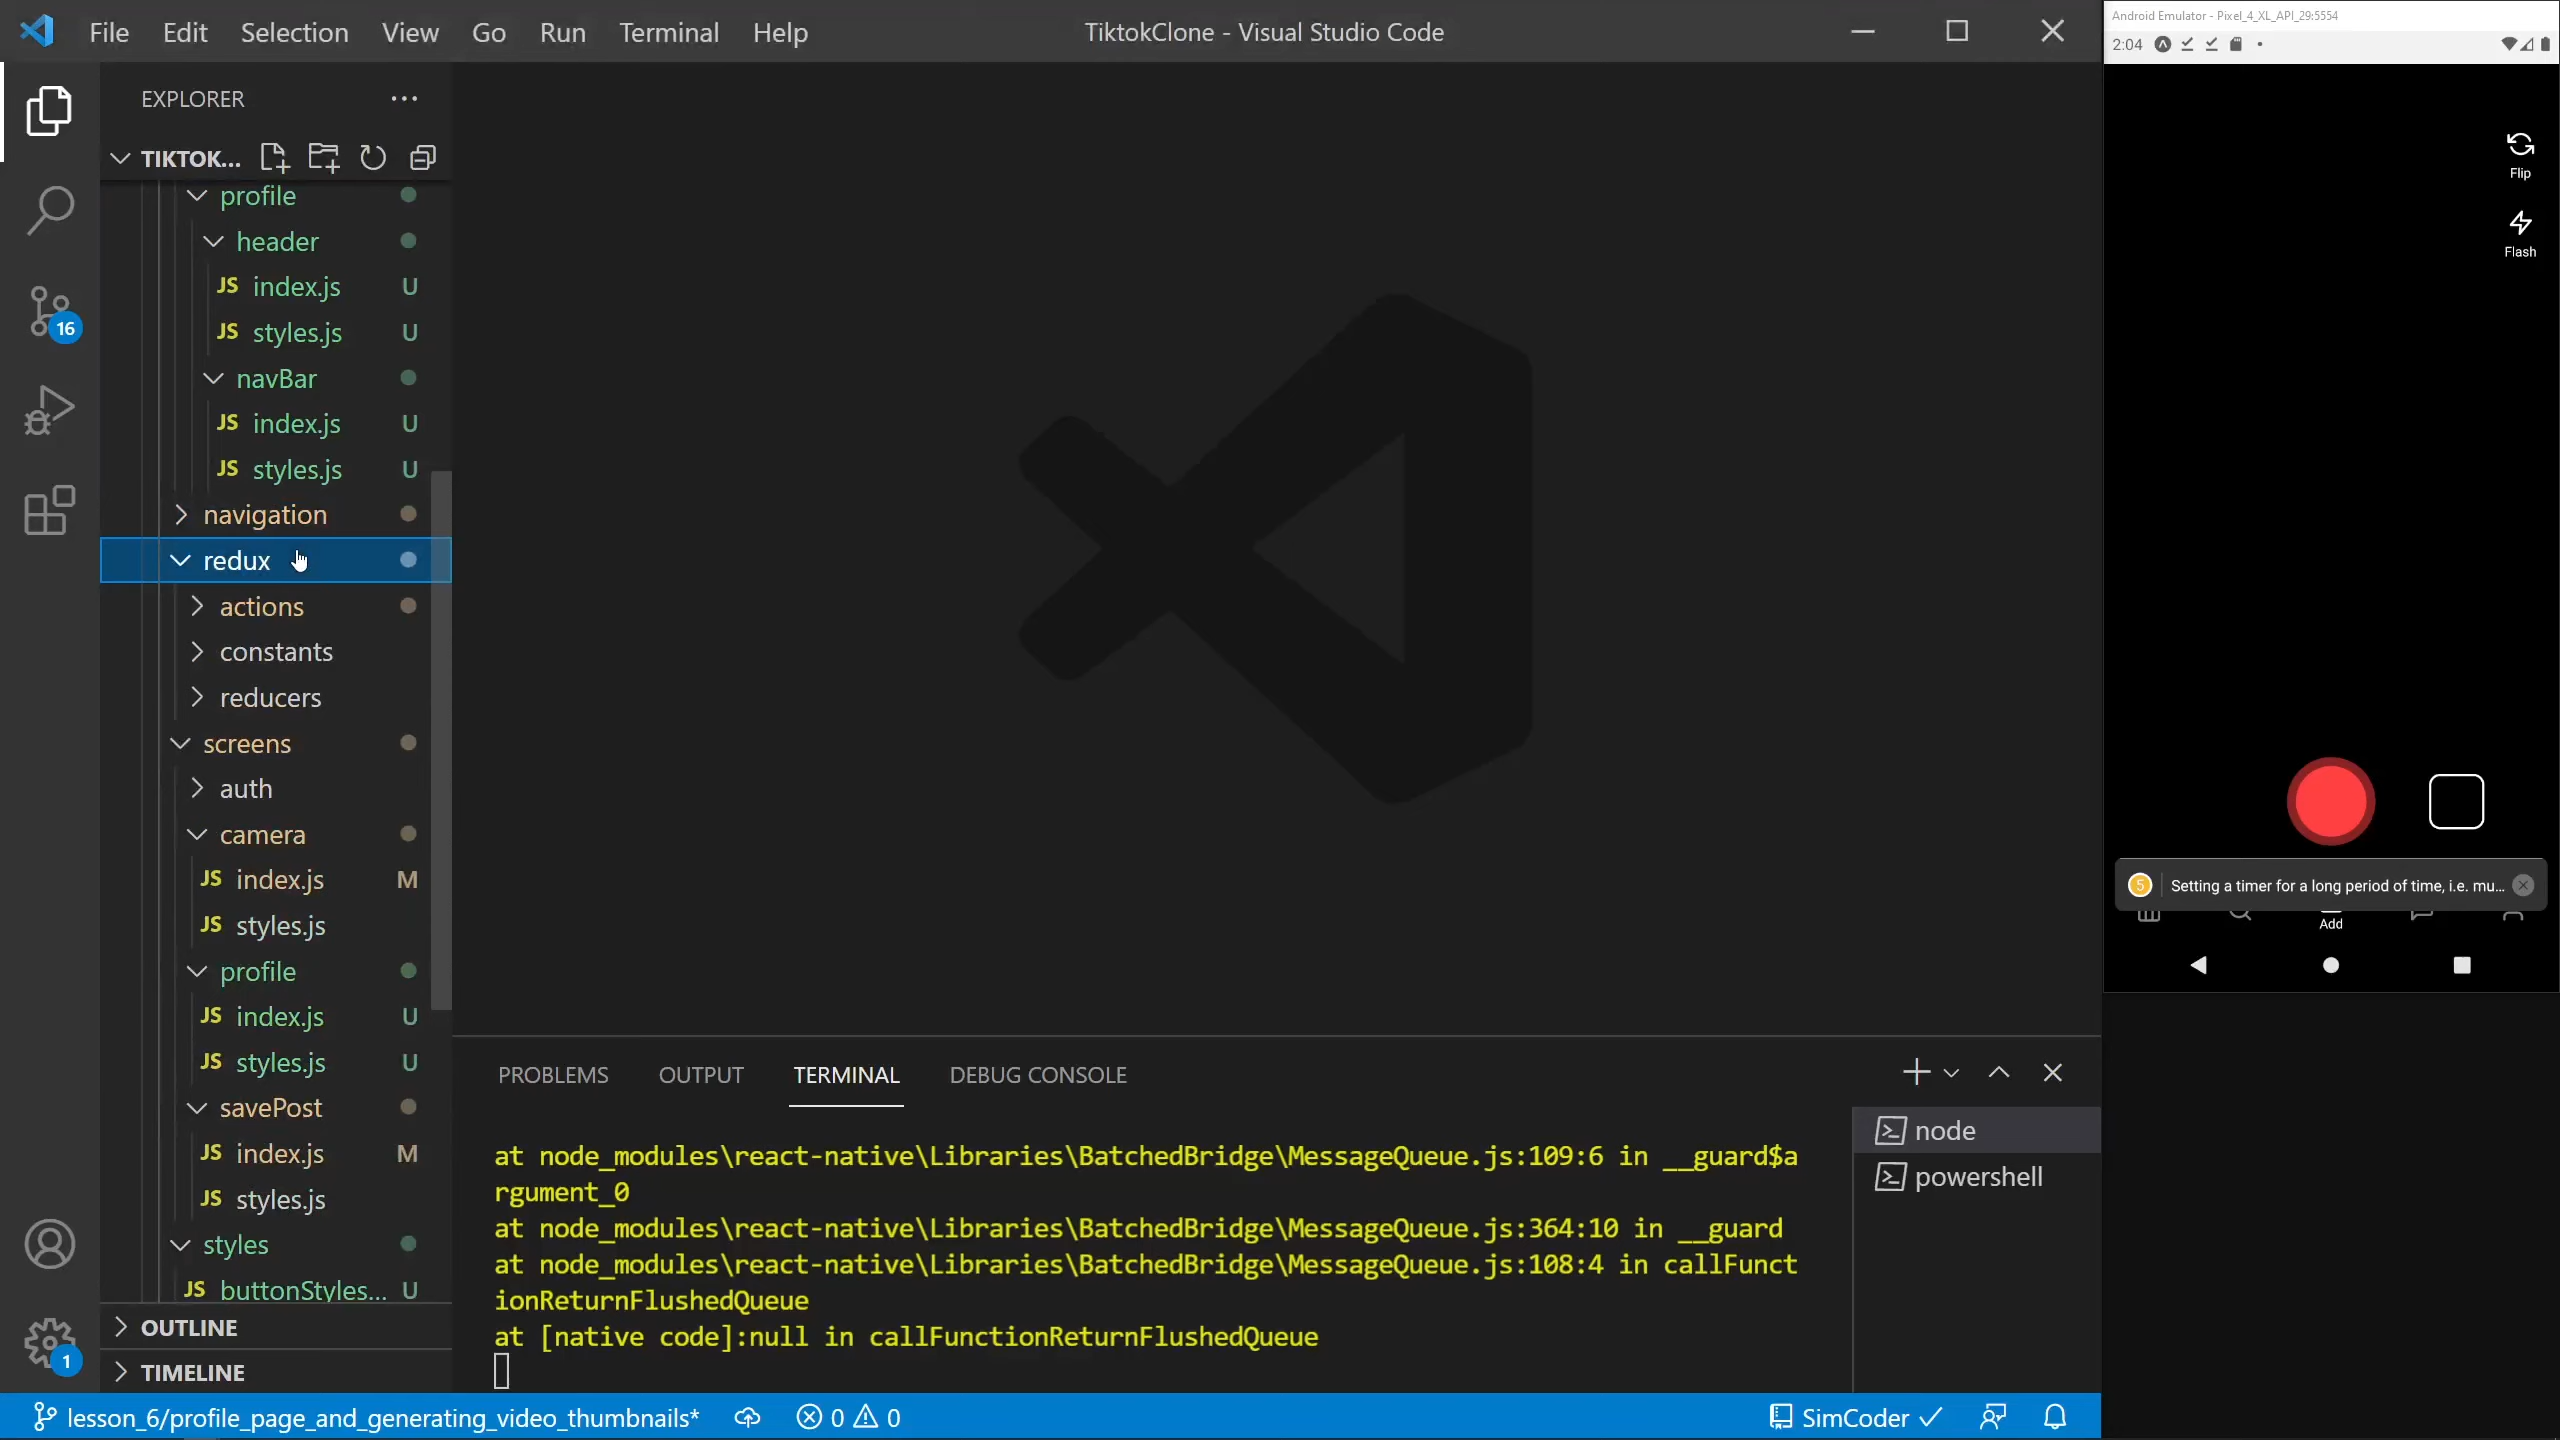 File Edit Selection View Go Run Terminal Help
TiktokClone - Visual Studio Code
EXPLORER
TIKTOK...
profile
header
JS index.js U
JS styles.js U
navBar
JS index.js U
JS styles.js U
navigation
redux
actions
constants
reducers
screens
auth
camera
JS index.js M
JS styles.js
profile
JS index.js U
JS styles.js U
savePost
JS index.js M
JS styles.js
styles
JS buttonStyles... U
OUTLINE
TIMELINE
16
1
PROBLEMS OUTPUT TERMINAL DEBUG CONSOLE
at node_modules\react-native\Libraries\BatchedBridge\MessageQueue.js:109:6 in __guard$a
rgument_0
at node_modules\react-native\Libraries\BatchedBridge\MessageQueue.js:364:10 in __guard
at node_modules\react-native\Libraries\BatchedBridge\MessageQueue.js:108:4 in callFunct
ionReturnFlushedQueue
at [native code]:null in callFunctionReturnFlushedQueue
node
powershell
lesson_6/profile_page_and_generating_video_thumbnails* 0 0
SimCoder
Android Emulator - Pixel_4_XL_API_29:5554
2:04
Flip
Flash
5 Setting a timer for a long period of time, i.e. mu...
Add